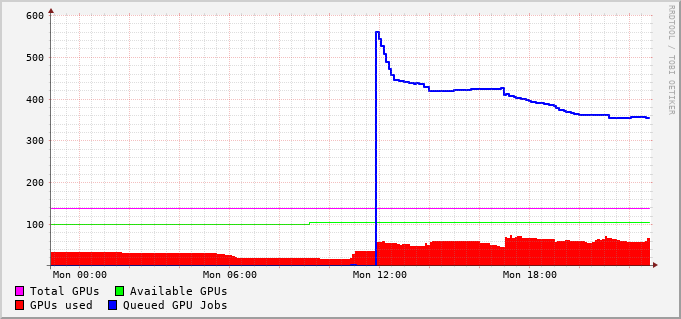 600
500
400
300
200
100
Mon 00:00 Mon 06:00 Mon 12:00 Mon 18:00
Total GPUs Available GPUs
GPUs used Queued GPU Jobs
RRDTOOL / TOBI OETIKER